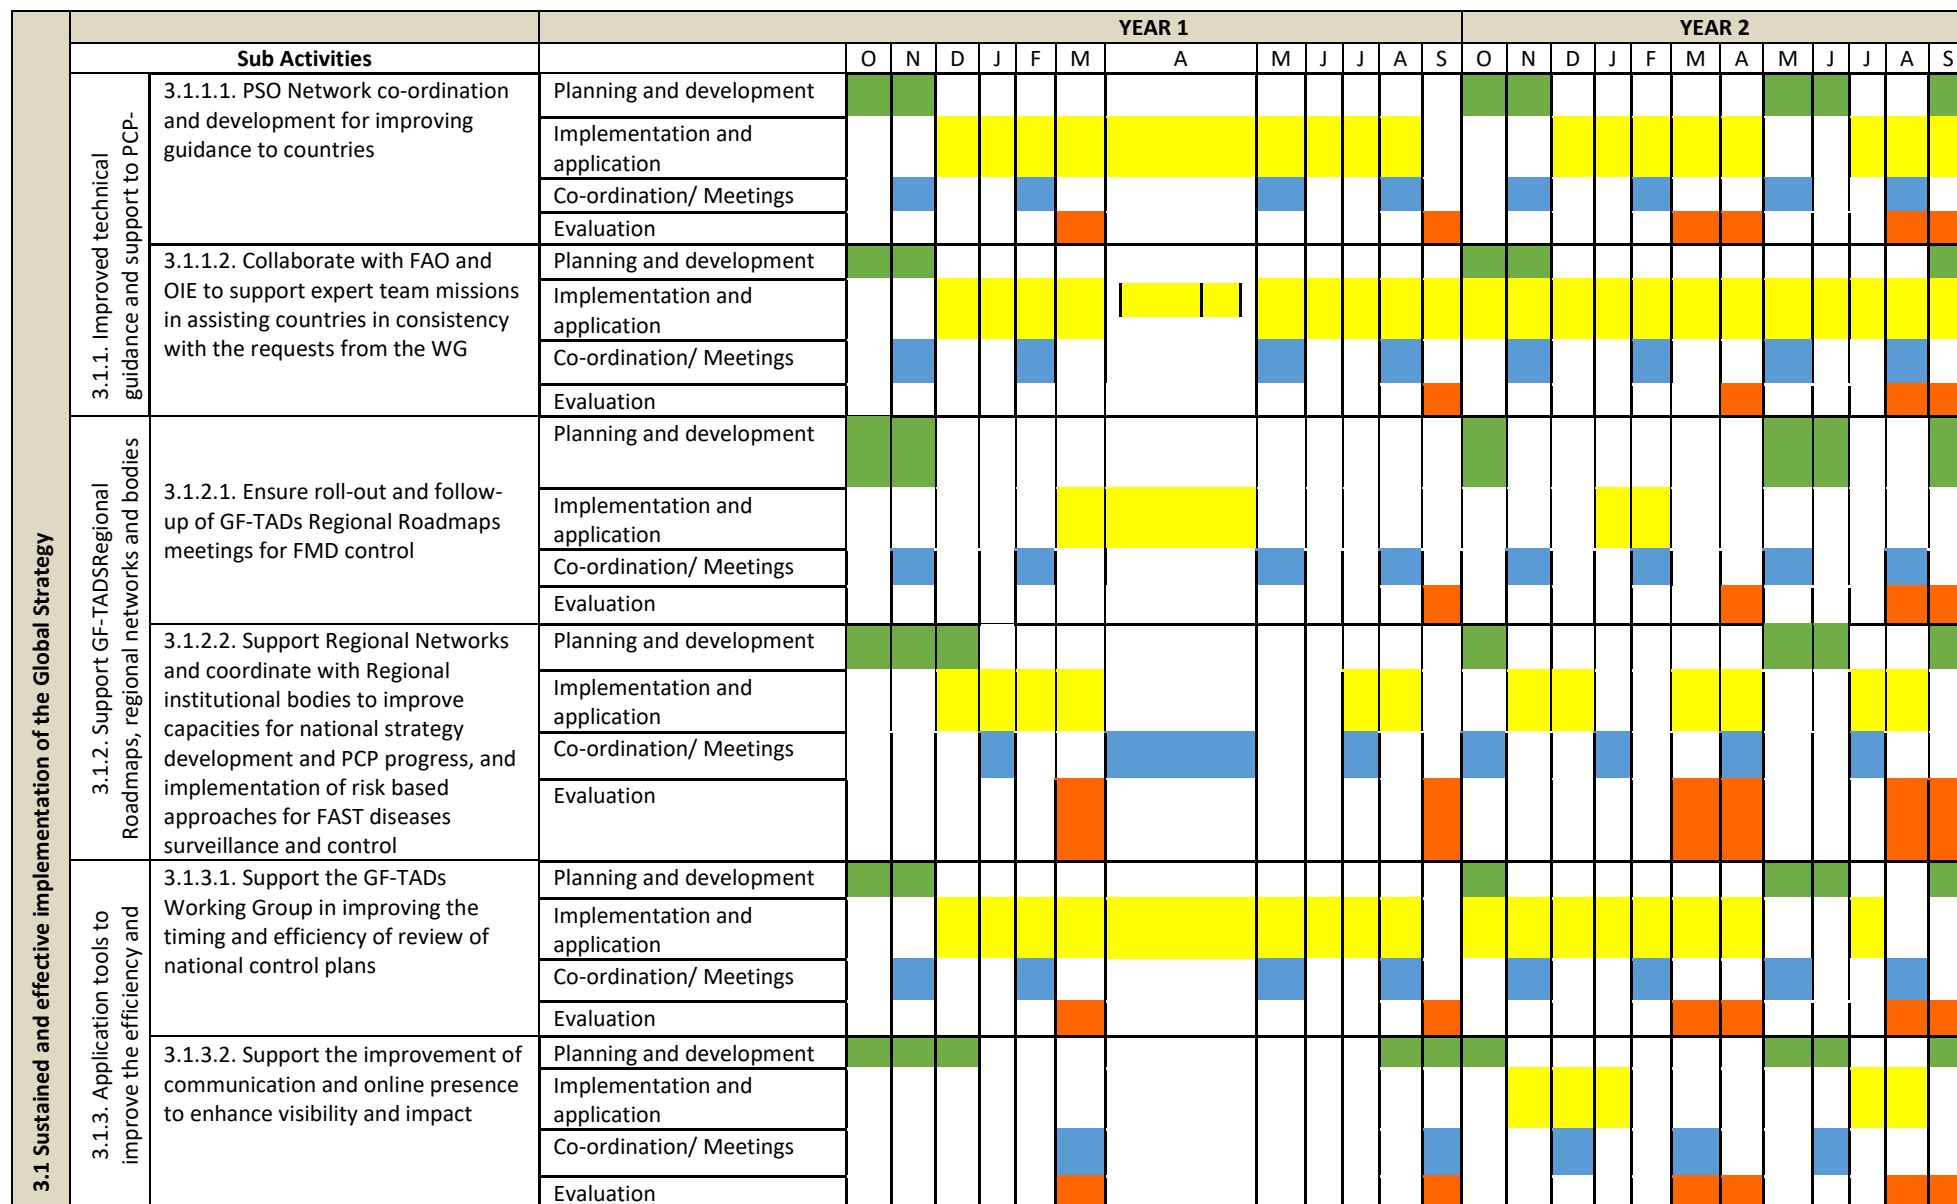 YEAR 1 YEAR 2
Sub Activities O N D J F M A M J J A S O N D J F M A M J J A S
3.1 Sustained and effective implementation of the Global Strategy
3.1.1. Improved technical
guidance and support to PCP-
3.1.1.1. PSO Network co-ordination
and development for improving
guidance to countries
Planning and development
Implementation and
application
Co-ordination/ Meetings
Evaluation
3.1.1.2. Collaborate with FAO and
OIE to support expert team missions
in assisting countries in consistency
with the requests from the WG
Planning and development
Implementation and
application
Co-ordination/ Meetings
Evaluation
3.1.2. Support GF-TADSRegional
Roadmaps, regional networks and bodies
3.1.2.1. Ensure roll-out and follow-
up of GF-TADs Regional Roadmaps
meetings for FMD control
Planning and development
Implementation and
application
Co-ordination/ Meetings
Evaluation
3.1.2.2. Support Regional Networks
and coordinate with Regional
institutional bodies to improve
capacities for national strategy
development and PCP progress, and
implementation of risk based
approaches for FAST diseases
surveillance and control
Planning and development
Implementation and
application
Co-ordination/ Meetings
Evaluation
3.1.3. Application tools to
improve the efficiency and
3.1.3.1. Support the GF-TADs
Working Group in improving the
timing and efficiency of review of
national control plans
Planning and development
Implementation and
application
Co-ordination/ Meetings
Evaluation
3.1.3.2. Support the improvement of
communication and online presence
to enhance visibility and impact
Planning and development
Implementation and
application
Co-ordination/ Meetings
Evaluation